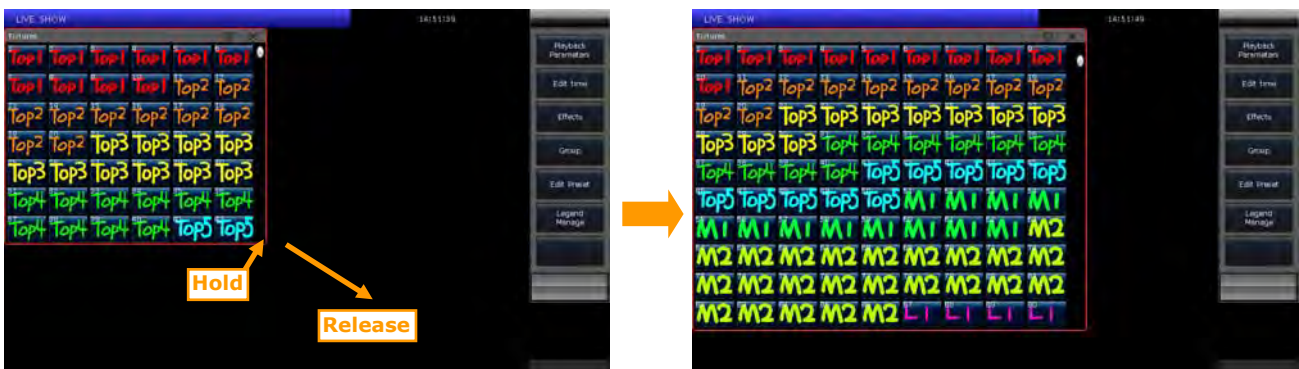 LIVE SHOW 14:51:39
Fixtures
Top1 Top1 Top1 Top1 Top1 Top1
Top1 Top1 Top1 Top1 Top2 Top2
Top2 Top2 Top2 Top2 Top2 Top2
Top2 Top2 Top3 Top3 Top3 Top3
Top3 Top3 Top3 Top3 Top3 Top3
Top4 Top4 Top4 Top4 Top4 Top4
Top4 Top4 Top4 Top4 Top5 Top5
Playback
Parameters
Edit time
Effects
Group
Edit Preset
Legend
Manage
Hold
Release
LIVE SHOW 14:51:49
Fixtures
Top1 Top1 Top1 Top1 Top1 Top1 Top1 Top1 Top1
Top1 Top2 Top2 Top2 Top2 Top2 Top2 Top2 Top2
Top2 Top2 Top3 Top3 Top3 Top3 Top3 Top3 Top3
Top3 Top3 Top3 Top4 Top4 Top4 Top4 Top4 Top4
Top4 Top4 Top4 Top4 Top5 Top5 Top5 Top5 Top5
Top5 Top5 Top5 Top5 Top5 M1 M1 M1 M1
M1 M1 M1 M1 M1 M1 M1 M1 M2
M2 M2 M2 M2 M2 M2 M2 M2 M2
M2 M2 M2 M2 M2 M2 M2 M2 M2
M2 M2 M2 M2 M2 L1 L1 L1 L1
Playback
Parameters
Edit time
Effects
Group
Edit Preset
Legend
Manage